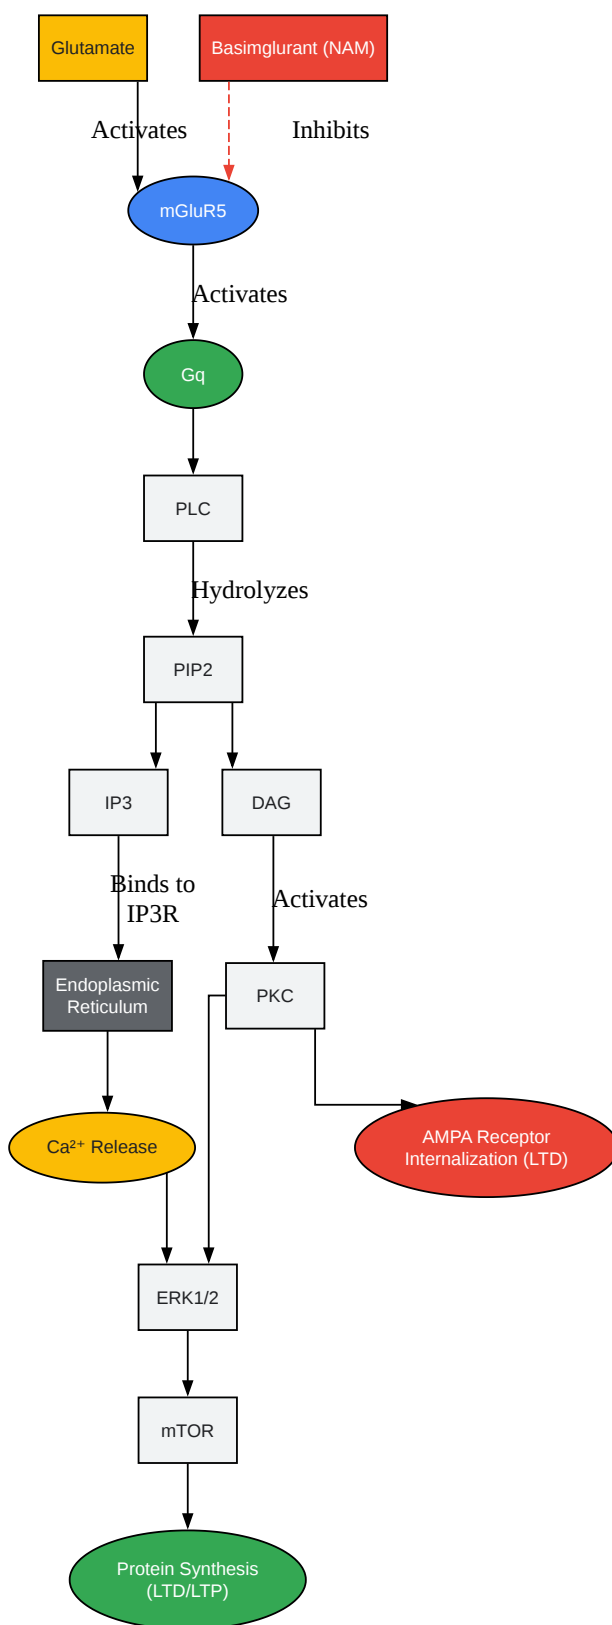 Glutamate
Basimglurant (NAM)
Activates
Inhibits
mGluR5
Activates
Gq
PLC
Hydrolyzes
PIP2
IP3
DAG
Binds to
IP3R
Activates
Endoplasmic
Reticulum
PKC
Ca²⁺ Release
AMPA Receptor
Internalization (LTD)
ERK1/2
mTOR
Protein Synthesis
(LTD/LTP)